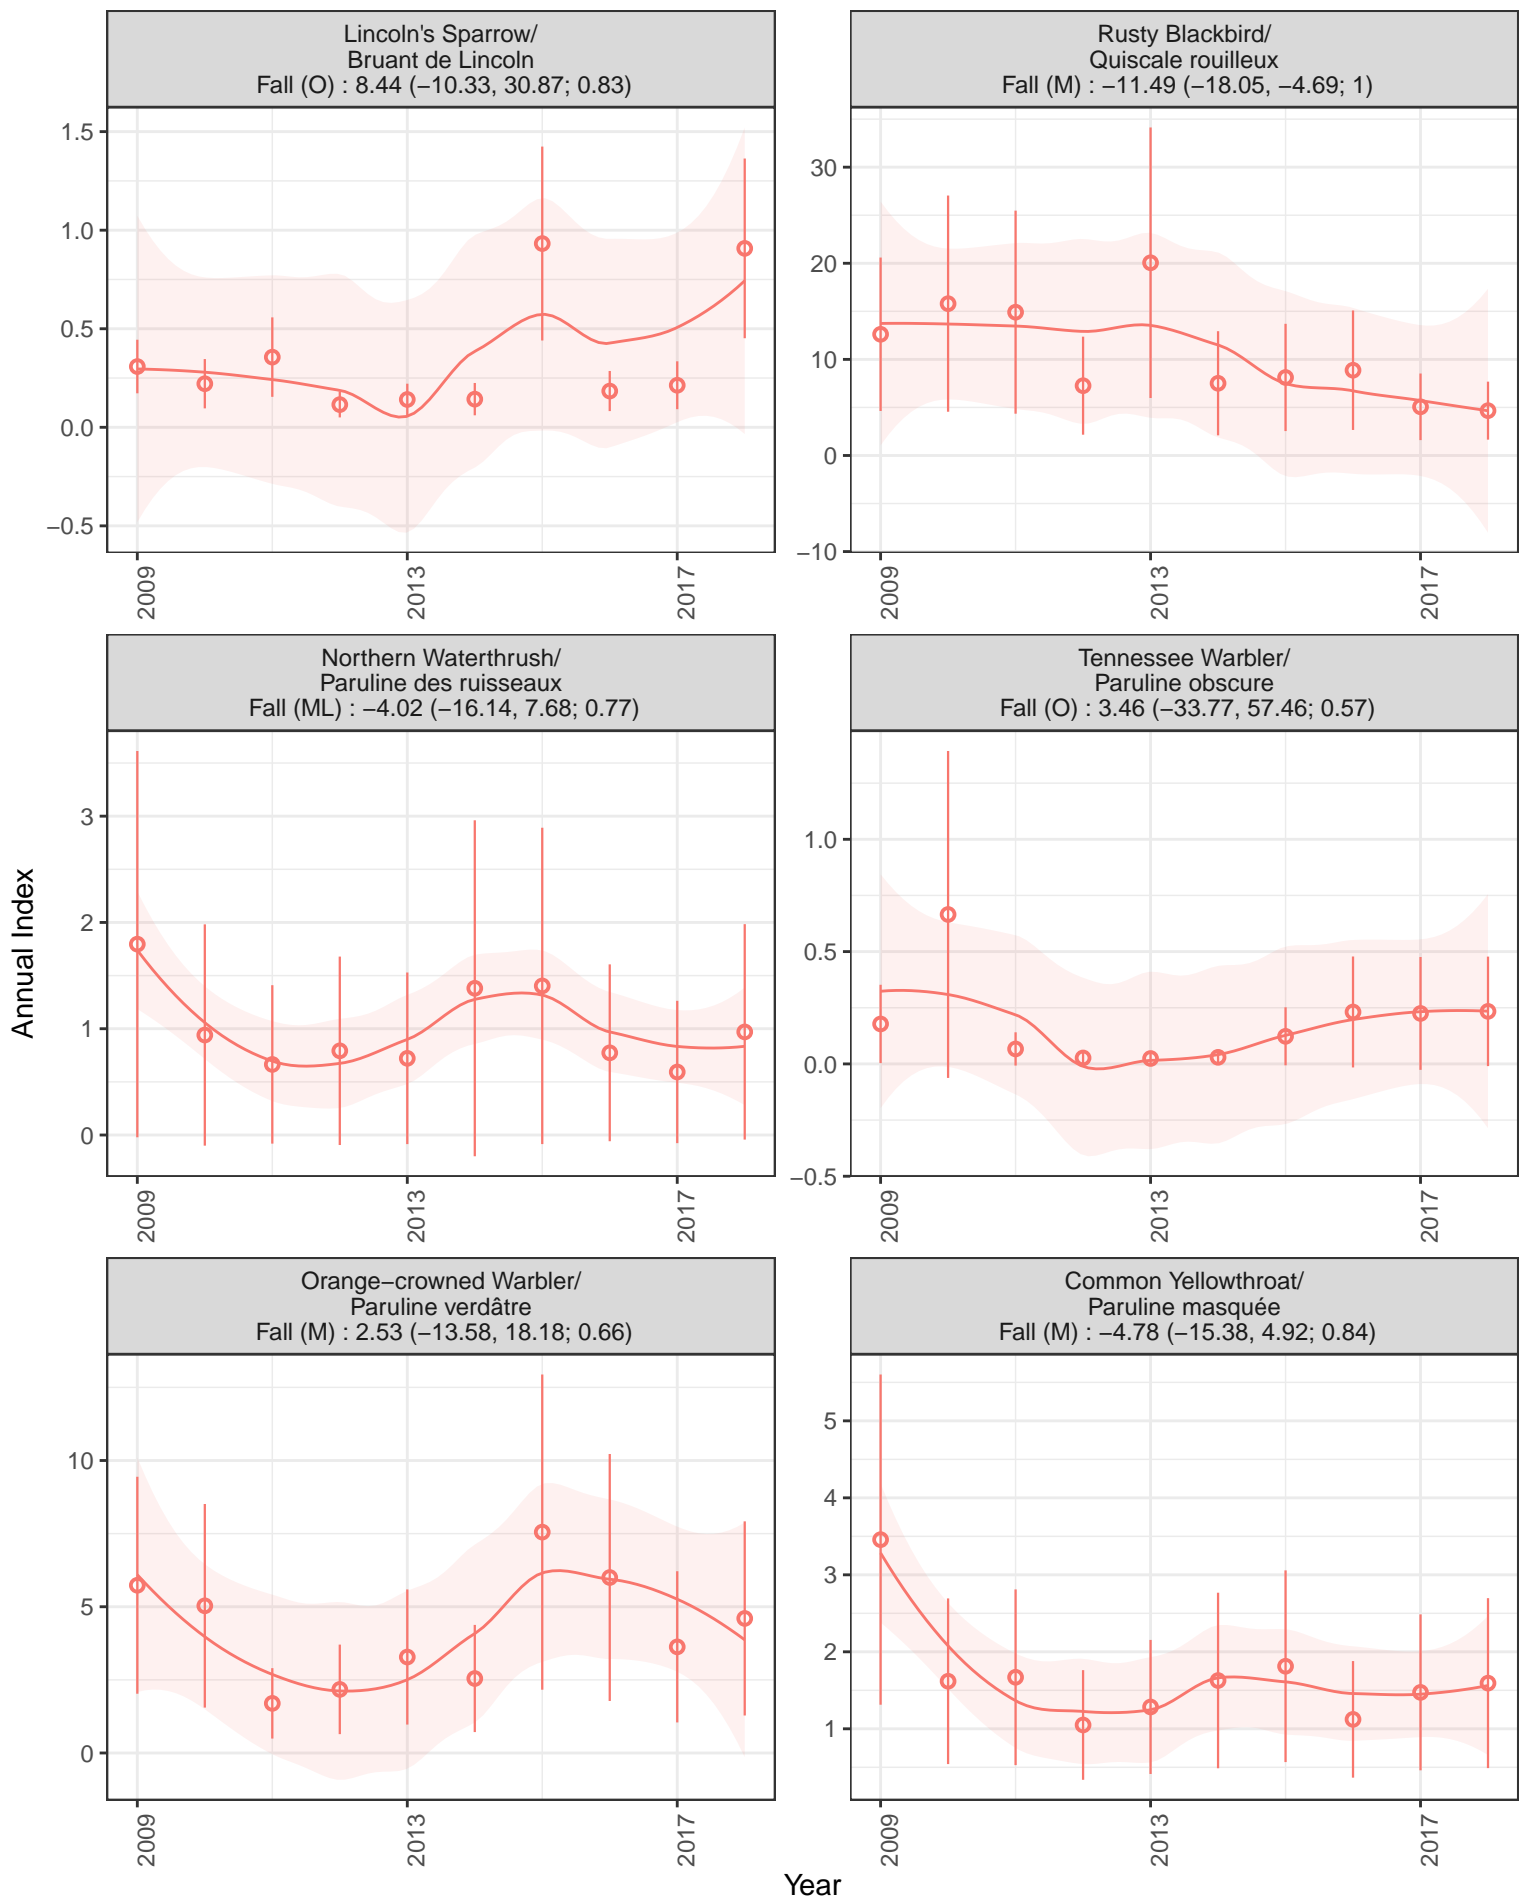 Lincoln's Sparrow/
Bruant de Lincoln
Fall (O) : 8.44 (−10.33, 30.87; 0.83)
1.5
1.0
0.5
0.0
−0.5
2009
2013
2017
Rusty Blackbird/
Quiscale rouilleux
Fall (M) : −11.49 (−18.05, −4.69; 1)
30
20
10
0
−10
2009
2013
2017
Northern Waterthrush/
Paruline des ruisseaux
Fall (ML) : −4.02 (−16.14, 7.68; 0.77)
3
2
1
0
2009
2013
2017
Tennessee Warbler/
Paruline obscure
Fall (O) : 3.46 (−33.77, 57.46; 0.57)
1.0
0.5
0.0
−0.5
2009
2013
2017
Orange−crowned Warbler/
Paruline verdâtre
Fall (M) : 2.53 (−13.58, 18.18; 0.66)
10
5
0
2009
2013
2017
Common Yellowthroat/
Paruline masquée
Fall (M) : −4.78 (−15.38, 4.92; 0.84)
5
4
3
2
1
2009
2013
2017
Annual Index
Year